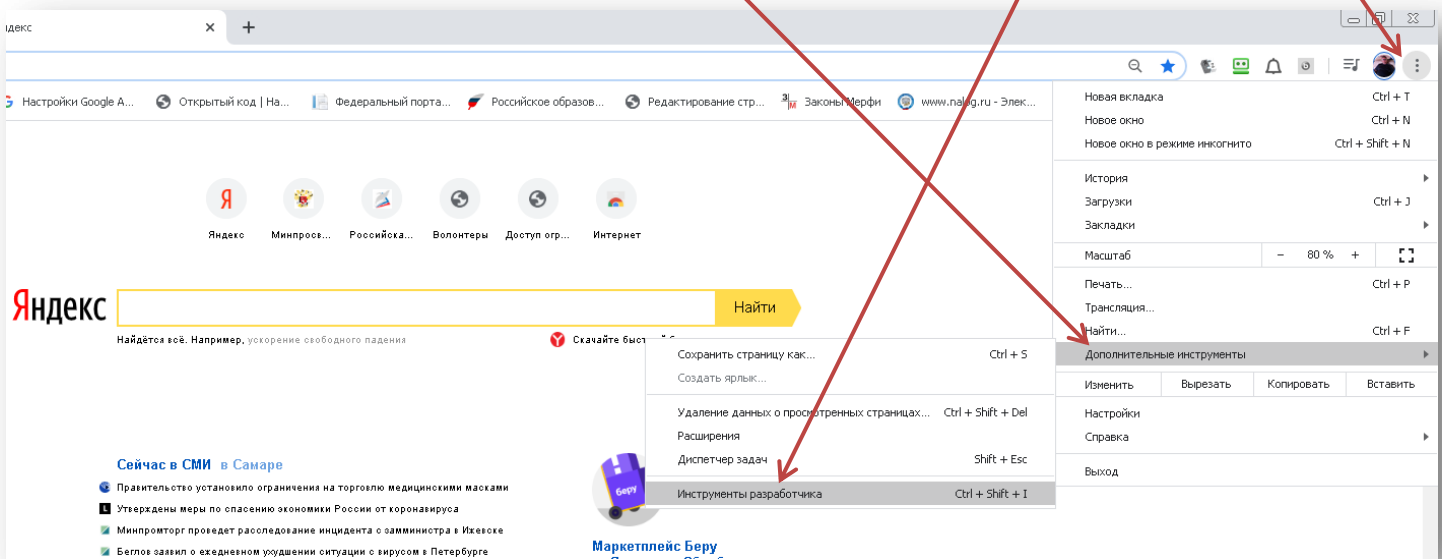 ндекс
Настройки Google А...
Открытый код | На...
Федеральный порта...
Российское образов...
Редактирование стр...
Законы Мерфи
www.nalog.ru - Элек...
Новая вкладка Ctrl + T
Новое окно Ctrl + N
Новое окно в режиме инкогнито Ctrl + Shift + N
История
Загрузки Ctrl + J
Закладки
Масштаб - 80 % +
Печать... Ctrl + P
Трансляция...
Найти... Ctrl + F
Дополнительные инструменты
Изменить Вырезать Копировать Вставить
Настройки
Справка
Выход
Я
Яндекс Минпросв... Российска... Волонтеры Доступ огр... Интернет
Яндекс Найти
Найдётся всё. Например, ускорение свободного падения
Скачайте быст
Сохранить страницу как... Ctrl + S
Создать ярлык...
Удаление данных о просмотренных страницах... Ctrl + Shift + Del
Расширения
Диспетчер задач Shift + Esc
Инструменты разработчика Ctrl + Shift + I
Сейчас в СМИ в Самаре
Правительство установило ограничения на торговлю медицинскими масками
Утверждены меры по спасению экономики России от коронавируса
Минпромторг проведет расследование инцидента с замминистра в Ижевске
Беглов заявил о ежедневном ухудшении ситуации с вирусом в Петербурге
беру
Маркетплейс Беру